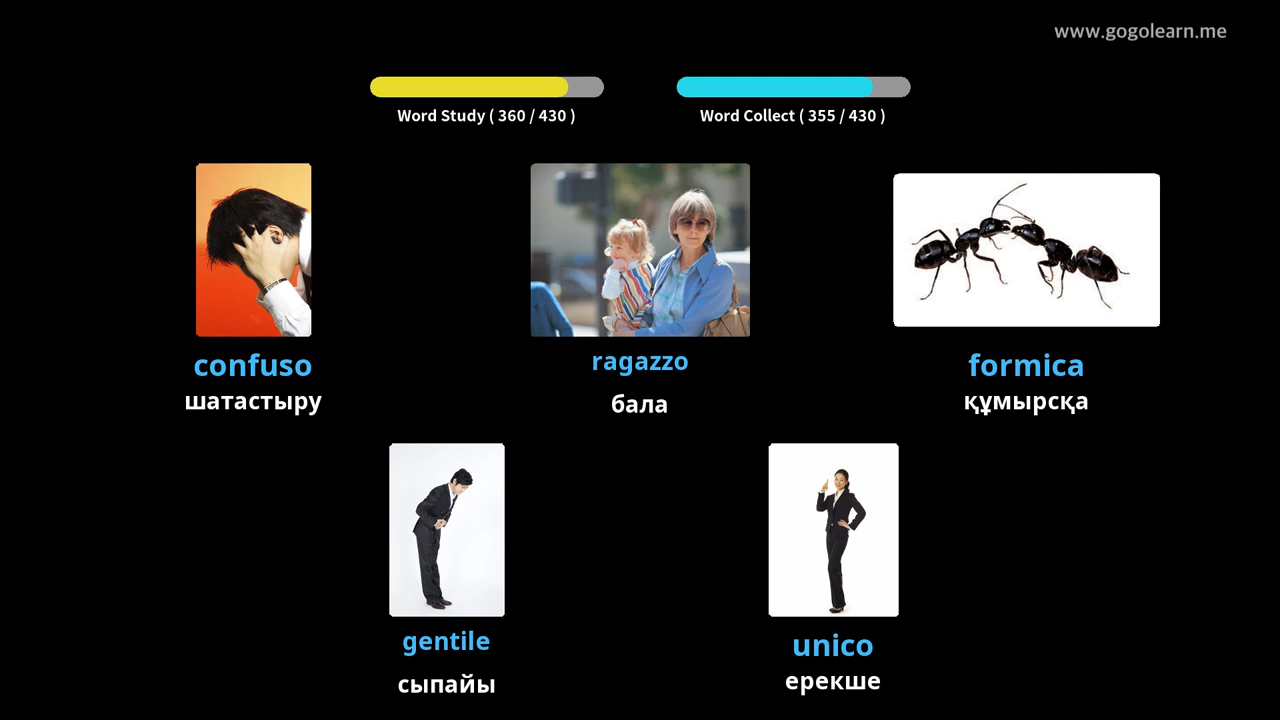 www.gogolearn.me
Word Study ( 360 / 430 )
Word Collect ( 355 / 430 )
confuso
шатастыру
ragazzo
бала
formica
құмырсқа
gentile
сыпайы
unico
ерекше